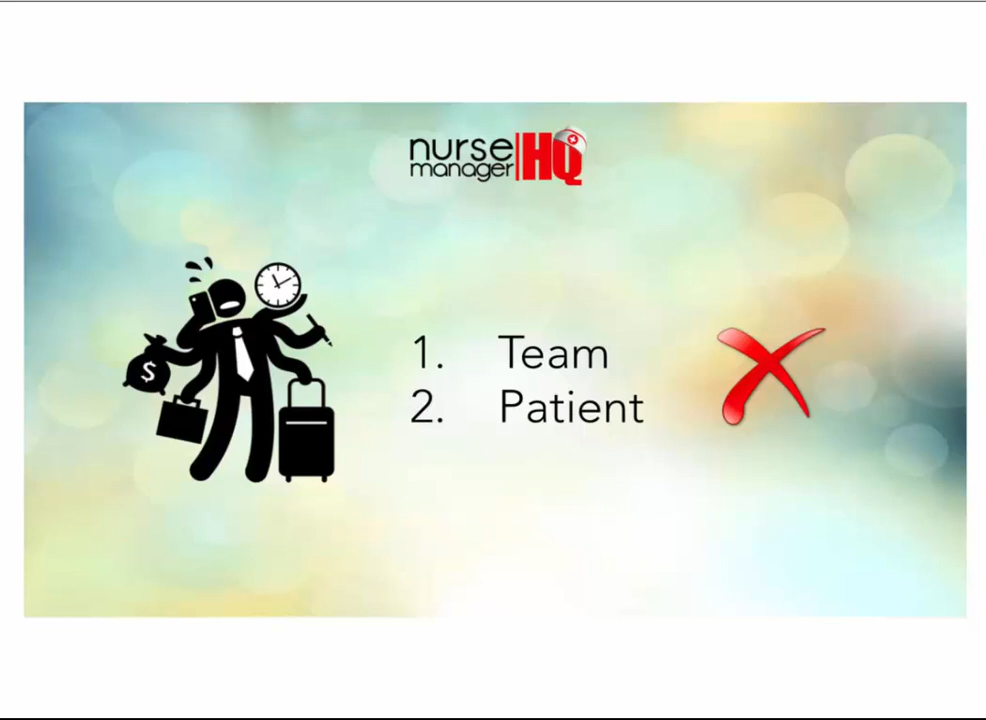 nurse
manager HQ
$
1. Team
2. Patient